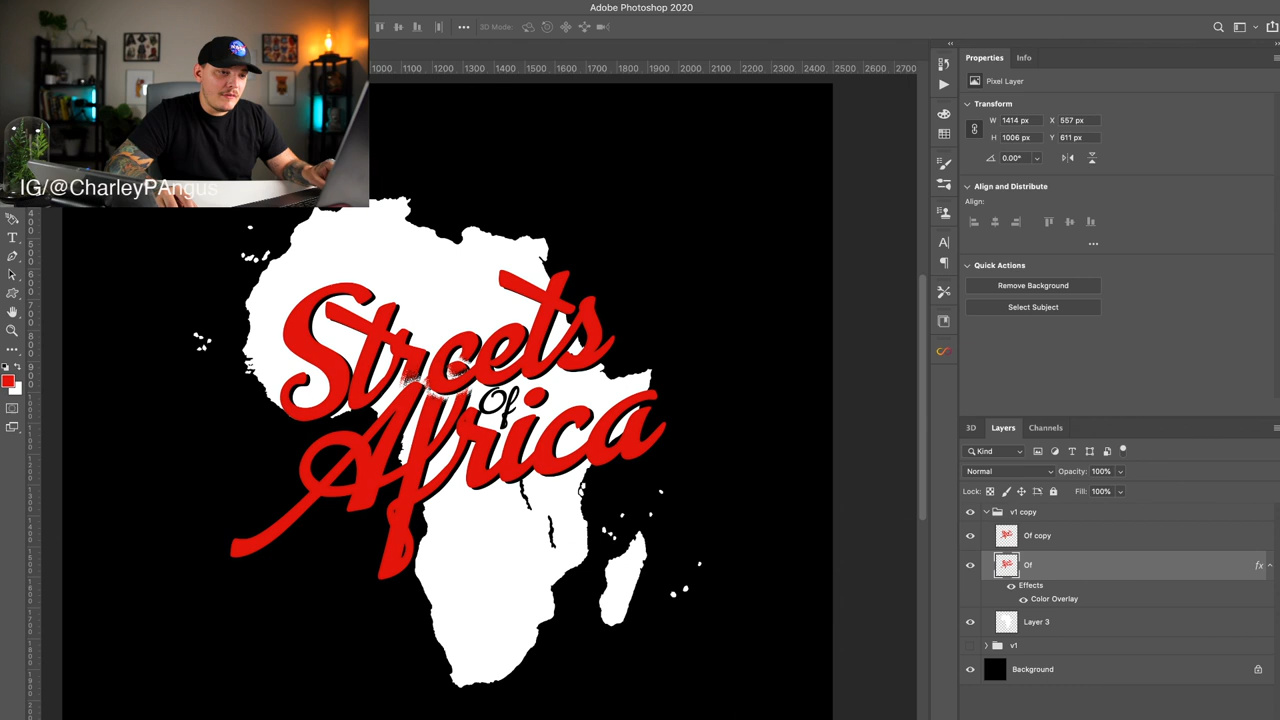 Adobe Photoshop 2020
3D Mode:
IG/@CharleyPAngus
1000 1100 1200 1300 1400 1500 1600 1700 1800 1900 2000 2100 2200 2300 2400 2500 2600 2700
Streets
Of
Africa
Properties Info
Pixel Layer
Transform
W 1414 px X 557 px
H 1006 px Y 611 px
0.00°
Align and Distribute
Align:
Quick Actions
Remove Background
Select Subject
3D Layers Channels
Kind
Normal Opacity: 100%
Lock: Fill: 100%
v1 copy
Of copy
Of fx
Effects
Color Overlay
Layer 3
v1
Background